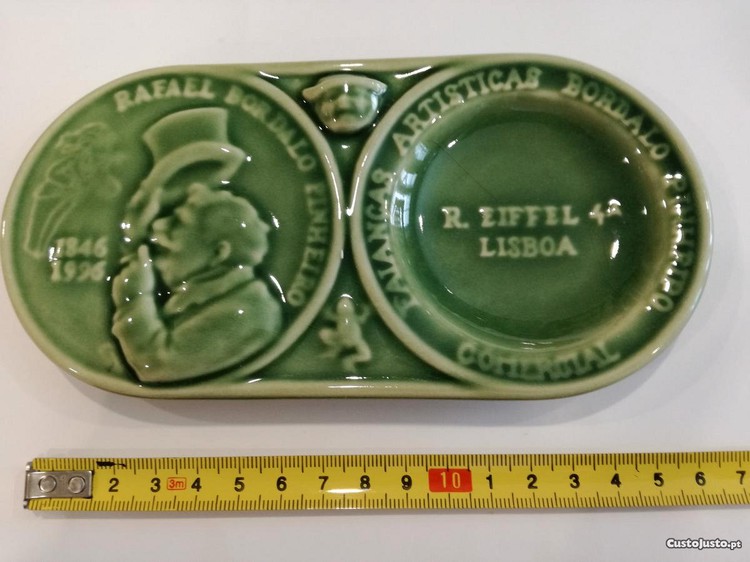 RAFAEL BORDALO PINHEIRO
1846
1996
FAIANÇAS ARTISTICAS BORDALO PINHEIRO
R. EIFFEL 4A
LISBOA
COMERCIAL
2 3 3m 4 5 6 7 8 9 10 1 2 3 4 5 6 7
CustoJusto.pt